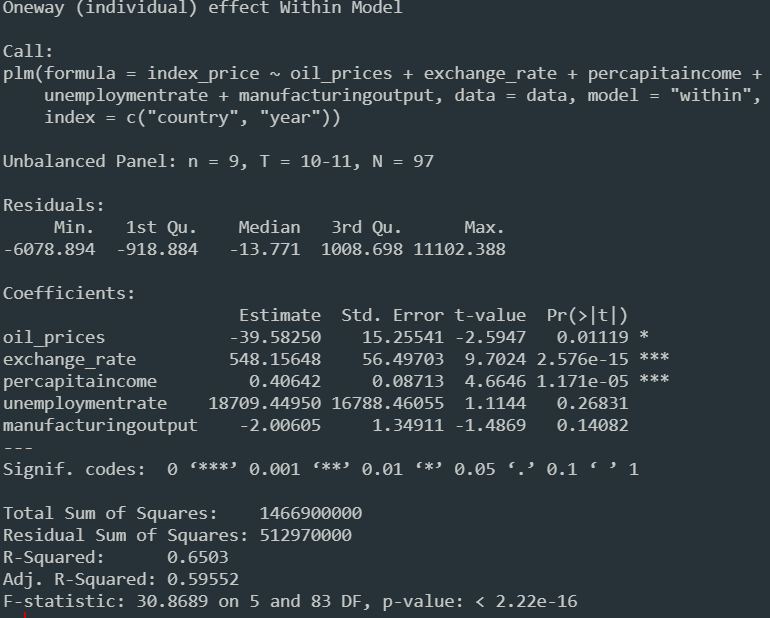 Oneway (individual) effect Within Model
Call:
plm(formula = index_price ~ oil_prices + exchange_rate + percapitaincome +
    unemploymentrate + manufacturingoutput, data = data, model = "within",
    index = c("country", "year"))
Unbalanced Panel: n = 9, T = 10-11, N = 97
Residuals:
     Min.   1st Qu.    Median   3rd Qu.      Max.
-6078.894  -918.884   -13.771  1008.698 11102.388
Coefficients:
                       Estimate  Std. Error t-value  Pr(>|t|)
oil_prices            -39.58250    15.25541 -2.5947   0.01119 *
exchange_rate         548.15648    56.49703  9.7024 2.576e-15 ***
percapitaincome         0.40642     0.08713  4.6646 1.171e-05 ***
unemploymentrate    18709.44950 16788.46055  1.1144   0.26831
manufacturingoutput    -2.00605     1.34911 -1.4869   0.14082
---
Signif. codes:  0 ‘***’ 0.001 ‘**’ 0.01 ‘*’ 0.05 ‘.’ 0.1 ‘ ’ 1
Total Sum of Squares:    1466900000
Residual Sum of Squares: 512970000
R-Squared:      0.6503
Adj. R-Squared: 0.59552
F-statistic: 30.8689 on 5 and 83 DF, p-value: < 2.22e-16